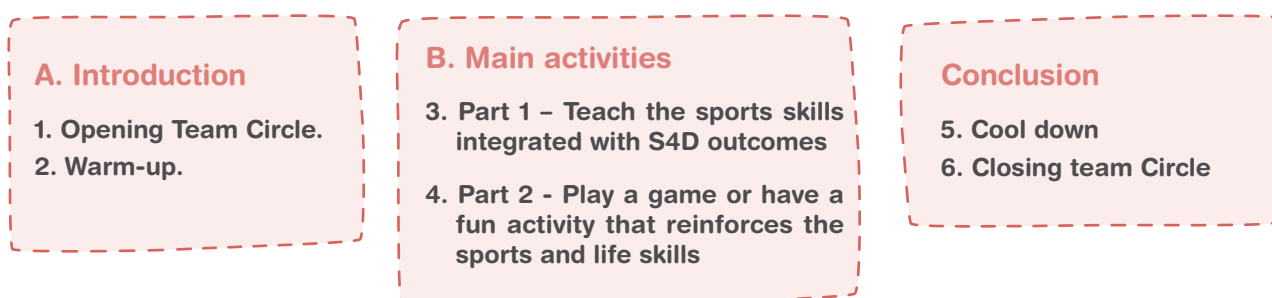 A. Introduction
1. Opening Team Circle.
2. Warm-up.
B. Main activities
3. Part 1 – Teach the sports skills
integrated with S4D outcomes
4. Part 2 - Play a game or have a
fun activity that reinforces the
sports and life skills
Conclusion
5. Cool down
6. Closing team Circle